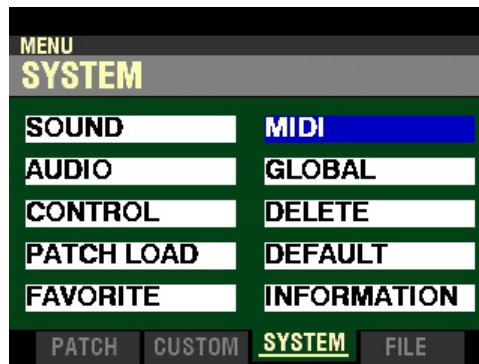 MENU
SYSTEM
SOUND
MIDI
AUDIO
GLOBAL
CONTROL
DELETE
PATCH LOAD
DEFAULT
FAVORITE
INFORMATION
PATCH CUSTOM SYSTEM FILE